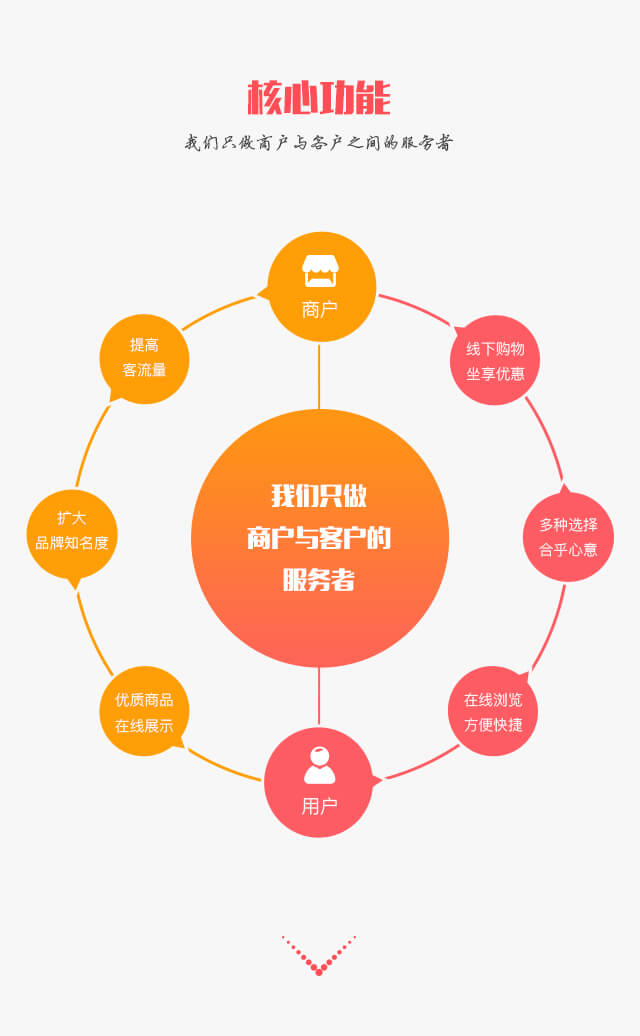 核心功能
我们只做商户与客户之间的服务者
商户
提高
客流量
线下购物
坐享优惠
我们只做
商户与客户的
服务者
扩大
品牌知名度
多种选择
合乎心意
优质商品
在线展示
在线浏览
方便快捷
用户